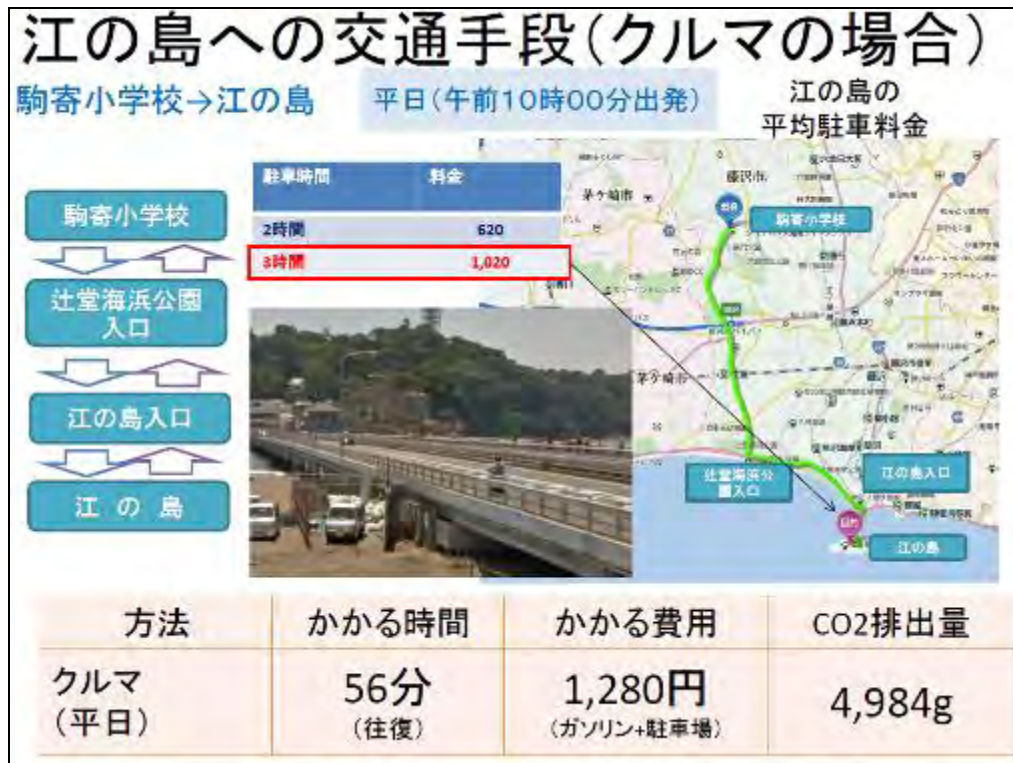 江の島への交通手段(クルマの場合)
駒寄小学校→江の島
平日(午前10時00分出発)
江の島の
平均駐車料金
駐車時間 料金
2時間 620
3時間 1,020
駒寄小学校
辻堂海浜公園
入口
江の島入口
江 の 島
藤沢市
茅ヶ崎市
駒寄小学校
茅ヶ崎市
辻堂海浜公
園入口
江の島入口
江の島
方法 かかる時間 かかる費用 CO2排出量
クルマ
(平日)
56分
(往復)
1,280円
(ガソリン+駐車場)
4,984g